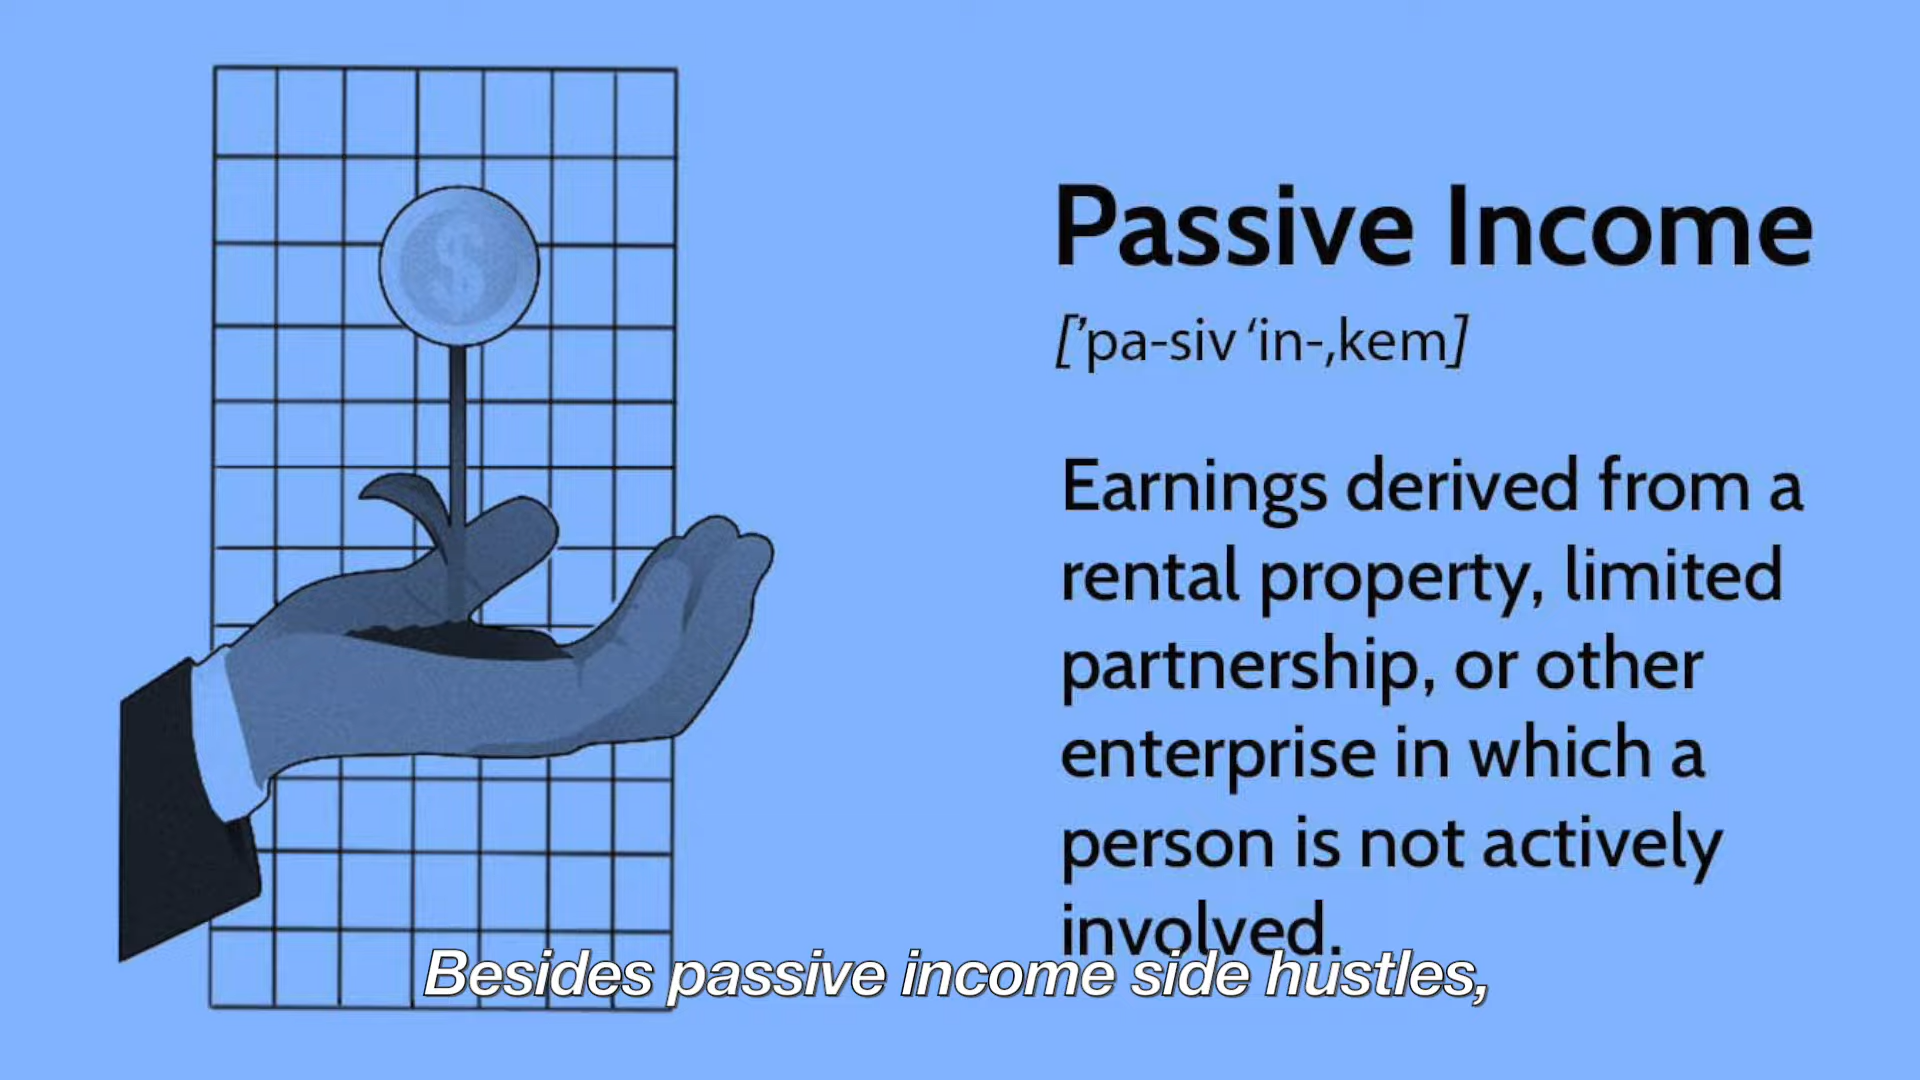 $
Passive Income
['pa-siv ‘in-,kem]
Earnings derived from a
rental property, limited
partnership, or other
enterprise in which a
person is not actively
involved.
Besides passive income side hustles,